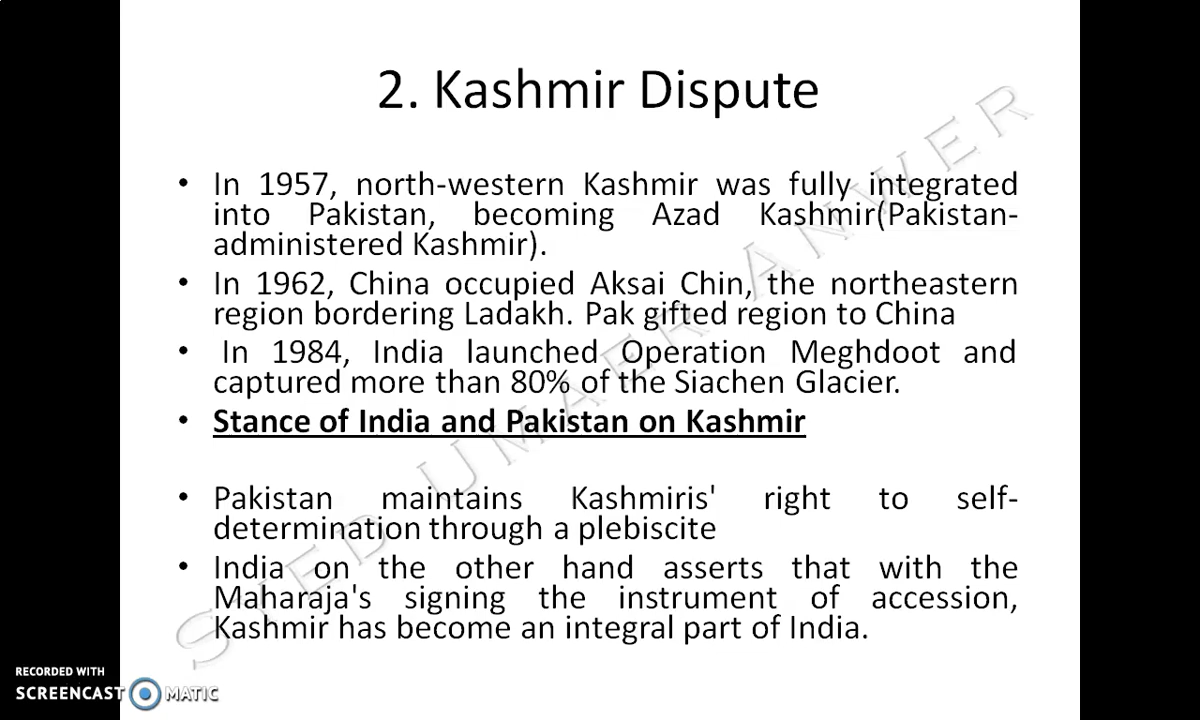 2. Kashmir Dispute
• In 1957, north-western Kashmir was fully integrated
into Pakistan, becoming Azad Kashmir(Pakistan-
administered Kashmir).
• In 1962, China occupied Aksai Chin, the northeastern
region bordering Ladakh. Pak gifted region to China
• In 1984, India launched Operation Meghdoot and
captured more than 80% of the Siachen Glacier.
• Stance of India and Pakistan on Kashmir
• Pakistan maintains Kashmiris' right to self-
determination through a plebiscite
• India on the other hand asserts that with the
Maharaja's signing the instrument of accession,
Kashmir has become an integral part of India.
SYED UMAER ANWER
RECORDED WITH
SCREENCAST MATIC